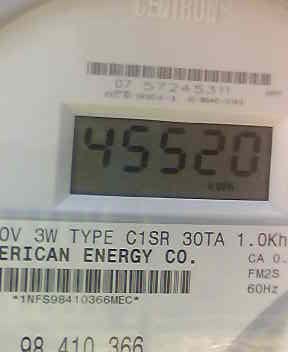 CENTRON
07 57245311
45520
kWh
0V 3W TYPE C1SR 30TA 1.0Kh
ERICAN ENERGY CO. CA 0.
FM2S
*1NFS98410366MEC* 60Hz
98 410 366